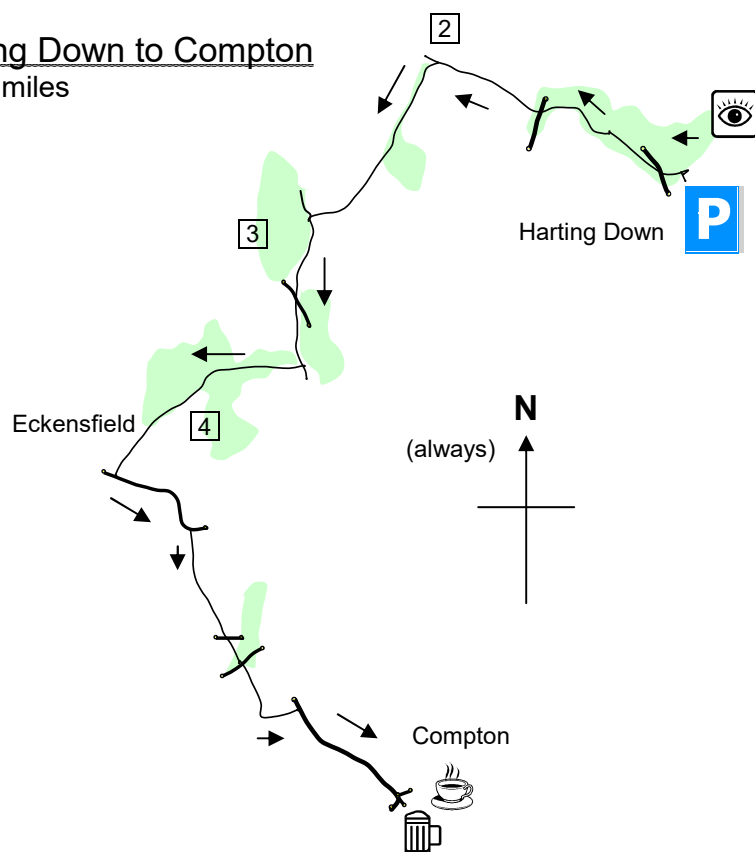 ng Down to Compton
miles
2
P
Harting Down
3
Eckensfield
4
N
(always)
Compton